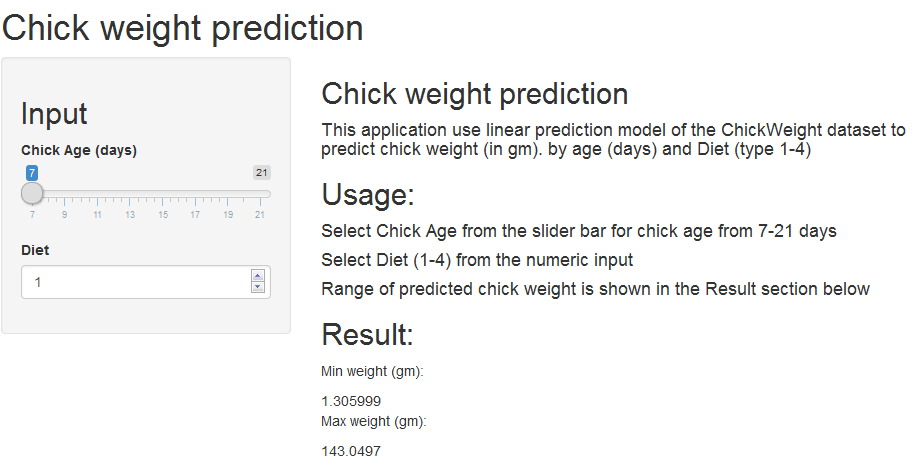 Chick weight prediction
Input
Chick Age (days)
7 21
7 9 11 13 15 17 19 21
Diet
1
Chick weight prediction
This application use linear prediction model of the ChickWeight dataset to
predict chick weight (in gm). by age (days) and Diet (type 1-4)
Usage:
Select Chick Age from the slider bar for chick age from 7-21 days
Select Diet (1-4) from the numeric input
Range of predicted chick weight is shown in the Result section below
Result:
Min weight (gm):
1.305999
Max weight (gm):
143.0497